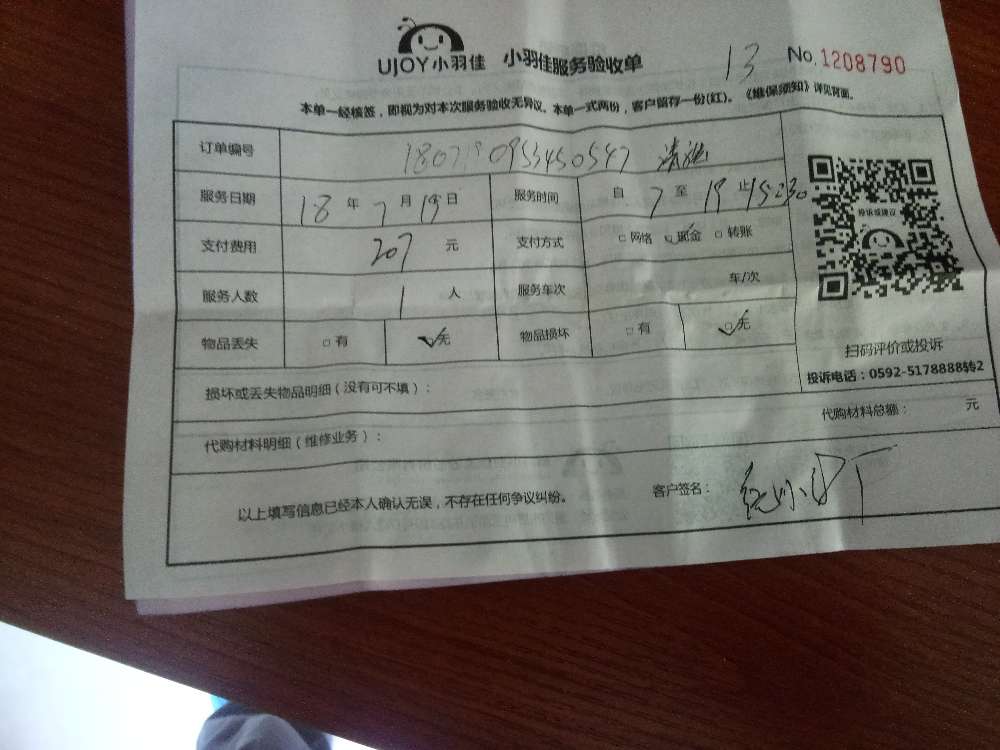 UJOY小羽佳 小羽佳服务验收单 13 No.1208790
本单一经核签，即视为对本次服务验收无异议。本单一式两份，客户留存一份(红)。《维保须知》详见背面。
订单编号 1807190953450547
服务日期 18 年 7 月 19 日 服务时间 自 7 至 19 止 15:30
投诉或建议
支付费用 207 元 支付方式 □网络 □现金 □转账
服务人数 1 人 服务车次 车/次
物品丢失 □有 □无 物品损坏 □有 □无
扫码评价或投诉
投诉电话：0592-5178888转2
损坏或丢失物品明细（没有可不填）：
代购材料明细（维修业务）： 代购材料总额： 元
以上填写信息已经本人确认无误，不存在任何争议纠纷。 客户签名：